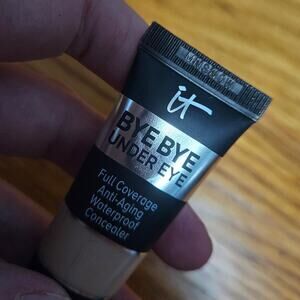 it
BYE BYE
UNDER EYE
Full Coverage
Anti-Aging
Waterproof
Concealer